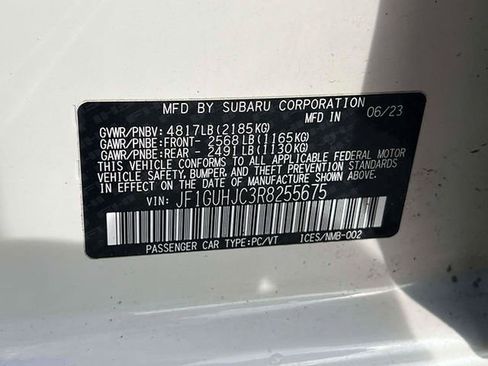 MFD BY SUBARU CORPORATION
MFD IN 06/23
GVWR/PNBV: 4817LB(2185KG)
GAWR/PNBE:FRONT- 2568LB(1165KG)
GAWR/PNBE:REAR - 2491LB(1130KG)
THIS VEHICLE CONFORMS TO ALL APPLICABLE FEDERAL MOTOR
VEHICLE SAFETY, BUMPER, AND THEFT PREVENTION STANDARDS
IN EFFECT ON THE DATE OF MANUFACTURE SHOWN ABOVE.
VIN: JF1GUHJC3R8255675
PASSENGER CAR TYPE:PC/VT ICES/NMB-002